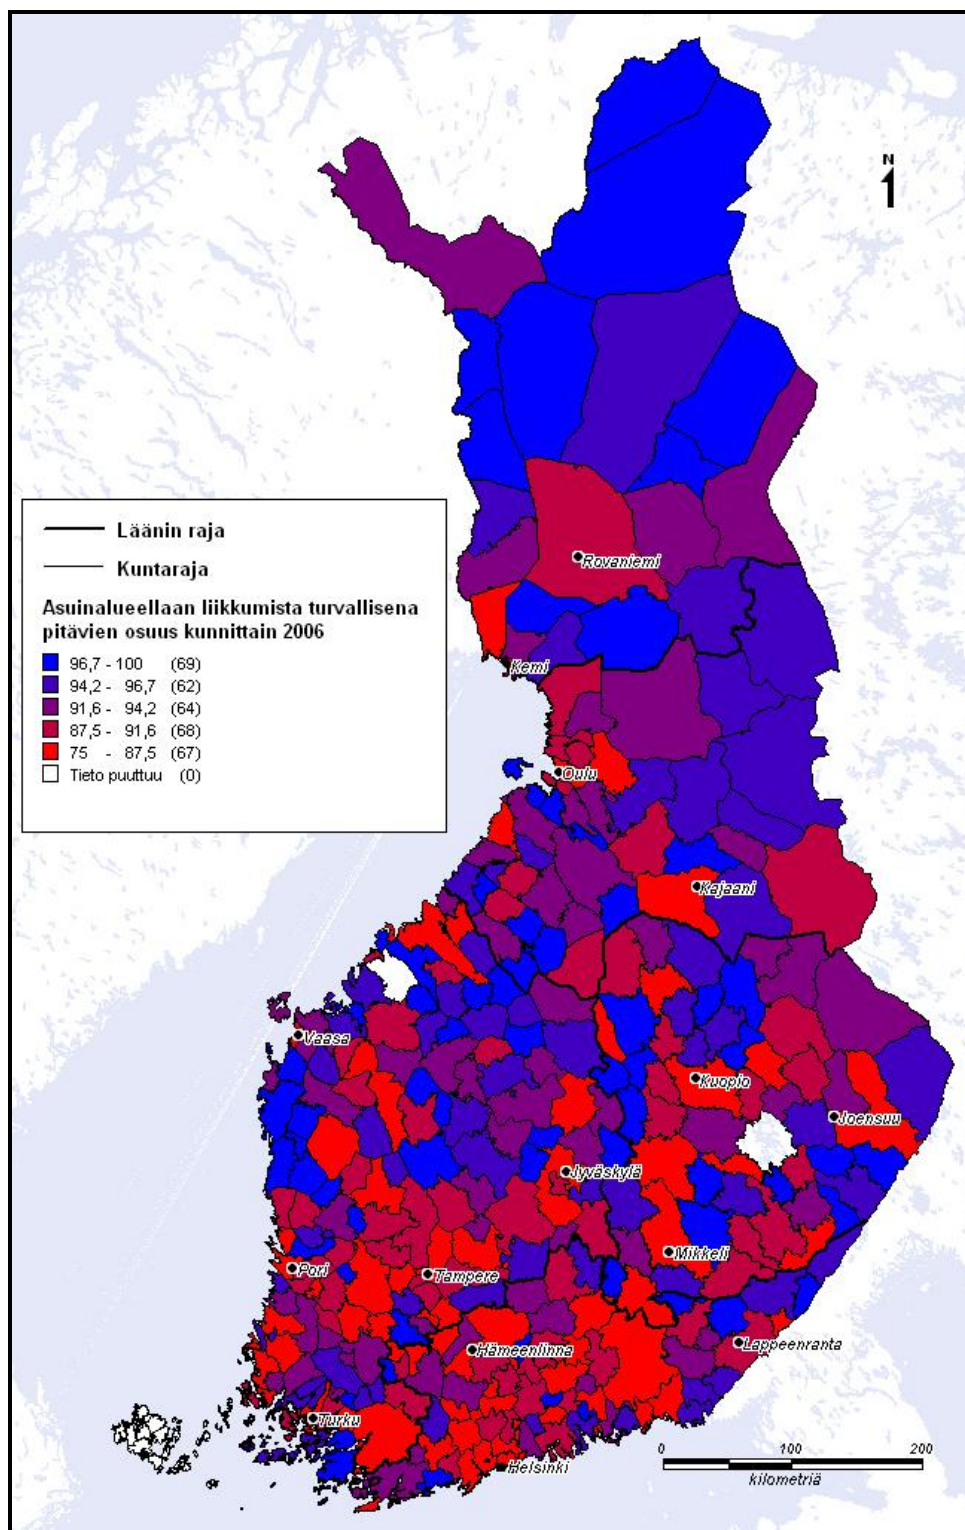 N
Läänin raja
Kuntaraja
Asuinalueellaan liikkumista turvallisena
pitävien osuus kunnittain 2006
96,7 - 100 (69)
94,2 - 96,7 (62)
91,6 - 94,2 (64)
87,5 - 91,6 (68)
75 - 87,5 (67)
Tieto puuttuu (0)
Rovaniemi
Kemi
Oulu
Kajaani
Vaasa
Kuopio
Joensuu
Jyväskylä
Mikkeli
Pori
Tampere
Lappeenranta
Hämeenlinna
Turku
Helsinki
0 100 200
kilometriä